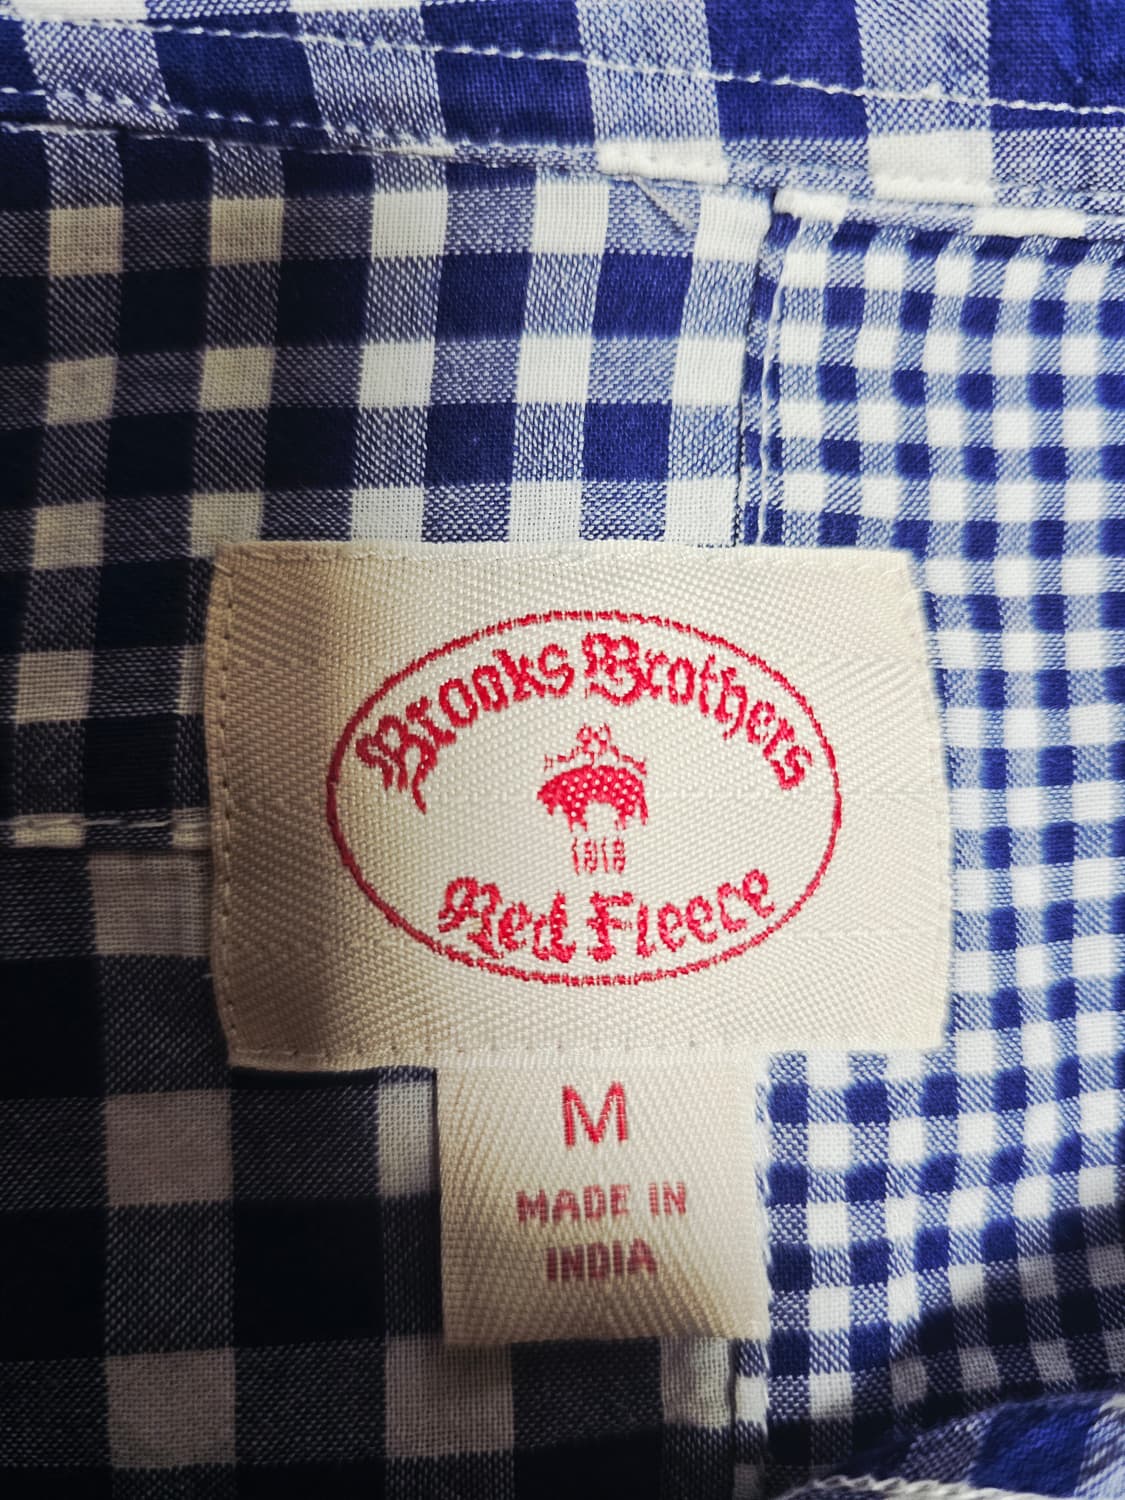 Brooks Brothers
1818
Red Fleece
M
MADE IN
INDIA